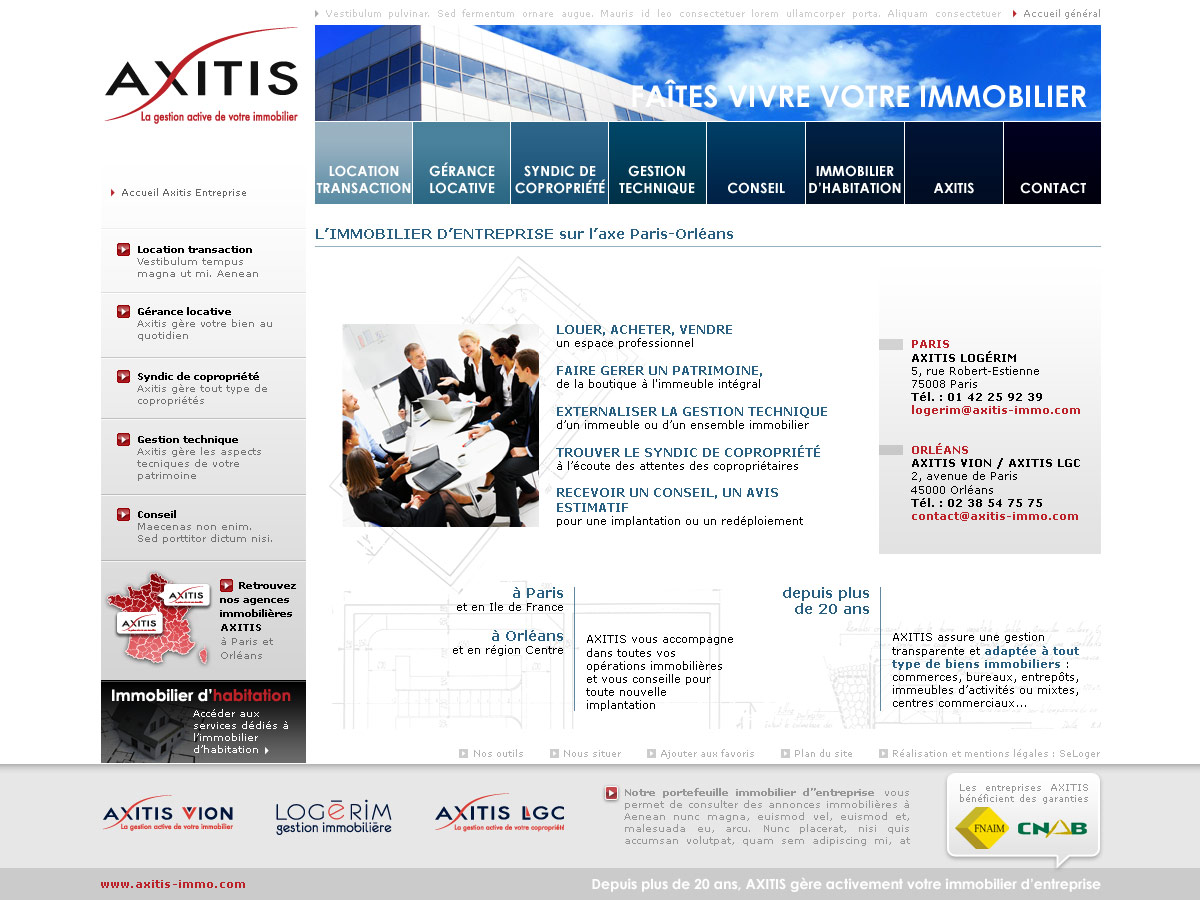 Vestibulum pulvinar. Sed fermentum ornare augue. Mauris id leo consectetuer lorem ullamcorper porta. Aliquam consectetuer
Accueil général
AXITIS
La gestion active de votre immobilier
FAÎTES VIVRE VOTRE IMMOBILIER
LOCATION
TRANSACTION
GÉRANCE
LOCATIVE
SYNDIC DE
COPROPRIÉTÉ
GESTION
TECHNIQUE
CONSEIL
IMMOBILIER
D'HABITATION
AXITIS
CONTACT
Accueil Axitis Entreprise
Location transaction
Vestibulum tempus
magna ut mi. Aenean
Gérance locative
Axitis gère votre bien au
quotidien
Syndic de copropriété
Axitis gère tout type de
copropriétés
Gestion technique
Axitis gère les aspects
tecniques de votre
patrimoine
Conseil
Maecenas non enim.
Sed porttitor dictum nisi.
AXITIS
AXITIS
Retrouvez
nos agences
immobilières
AXITIS
à Paris et
Orléans
Immobilier d'habitation
Accéder aux
services dédiés à
l'immobilier
d'habitation
L'IMMOBILIER D'ENTREPRISE sur l'axe Paris-Orléans
LOUER, ACHETER, VENDRE
un espace professionnel
FAIRE GERER UN PATRIMOINE,
de la boutique à l'immeuble intégral
EXTERNALISER LA GESTION TECHNIQUE
d'un immeuble ou d'un ensemble immobilier
TROUVER LE SYNDIC DE COPROPRIÉTÉ
à l'écoute des attentes des copropriétaires
RECEVOIR UN CONSEIL, UN AVIS
ESTIMATIF
pour une implantation ou un redéploiement
PARIS
AXITIS LOGÉRIM
5, rue Robert-Estienne
75008 Paris
Tél. : 01 42 25 92 39
logerim@axitis-immo.com
ORLÉANS
AXITIS VION / AXITIS LGC
2, avenue de Paris
45000 Orléans
Tél. : 02 38 54 75 75
contact@axitis-immo.com
à Paris
et en Ile de France
à Orléans
et en région Centre
AXITIS vous accompagne
dans toutes vos
opérations immobilières
et vous conseille pour
toute nouvelle
implantation
depuis plus
de 20 ans
AXITIS assure une gestion
transparente et adaptée à tout
type de biens immobiliers :
commerces, bureaux, entrepôts,
immeubles d'activités ou mixtes,
centres commerciaux...
Nos outils
Nous situer
Ajouter aux favoris
Plan du site
Réalisation et mentions légales : SeLoger
AXITIS VION
La gestion active de votre immobilier
LOGÉRIM
gestion immobilière
AXITIS LGC
La gestion active de votre copropriété
Notre portefeuille immobilier d''entreprise vous
permet de consulter des annonces immobilières à
Aenean nunc magna, euismod vel, euismod et,
malesuada eu, arcu. Nunc placerat, nisi quis
accumsan volutpat, quam sem adipiscing mi, at
Les entreprises AXITIS
bénéficient des garanties
FNAIM
CNAB
www.axitis-immo.com
Depuis plus de 20 ans, AXITIS gère activement votre immobilier d'entreprise